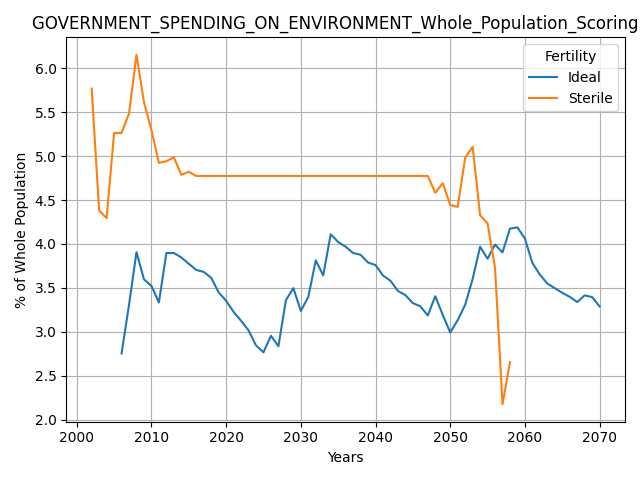 GOVERNMENT_SPENDING_ON_ENVIRONMENT_Whole_Population_Scoring
Fertility
Ideal
Sterile
% of Whole Population
6.0
5.5
5.0
4.5
4.0
3.5
3.0
2.5
2.0
2000 2010 2020 2030 2040 2050 2060 2070
Years